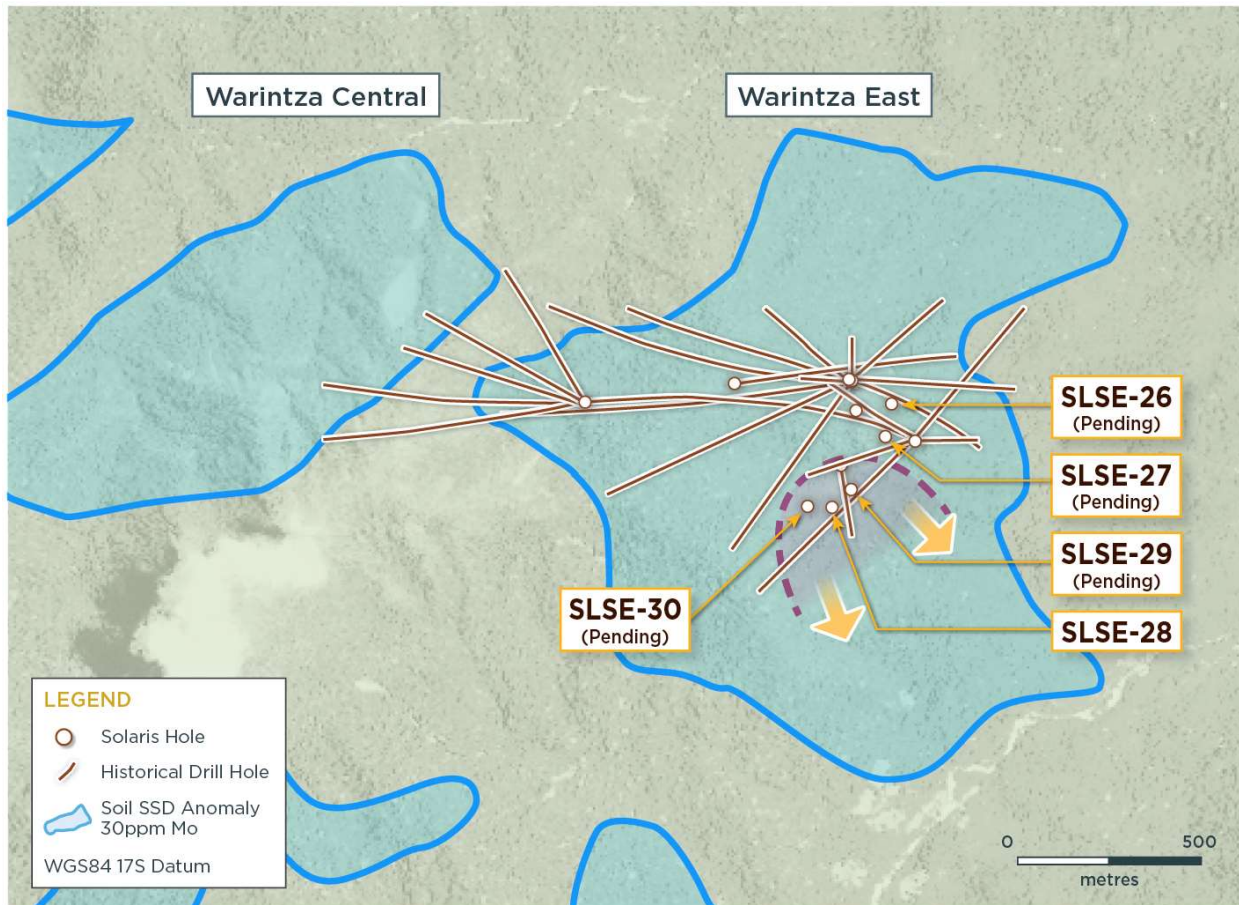 Warintza Central
Warintza East
SLSE-26
(Pending)
SLSE-27
(Pending)
SLSE-29
(Pending)
SLSE-30
(Pending)
SLSE-28
LEGEND
Solaris Hole
Historical Drill Hole
Soil SSD Anomaly
30ppm Mo
WGS84 17S Datum
0 500
metres